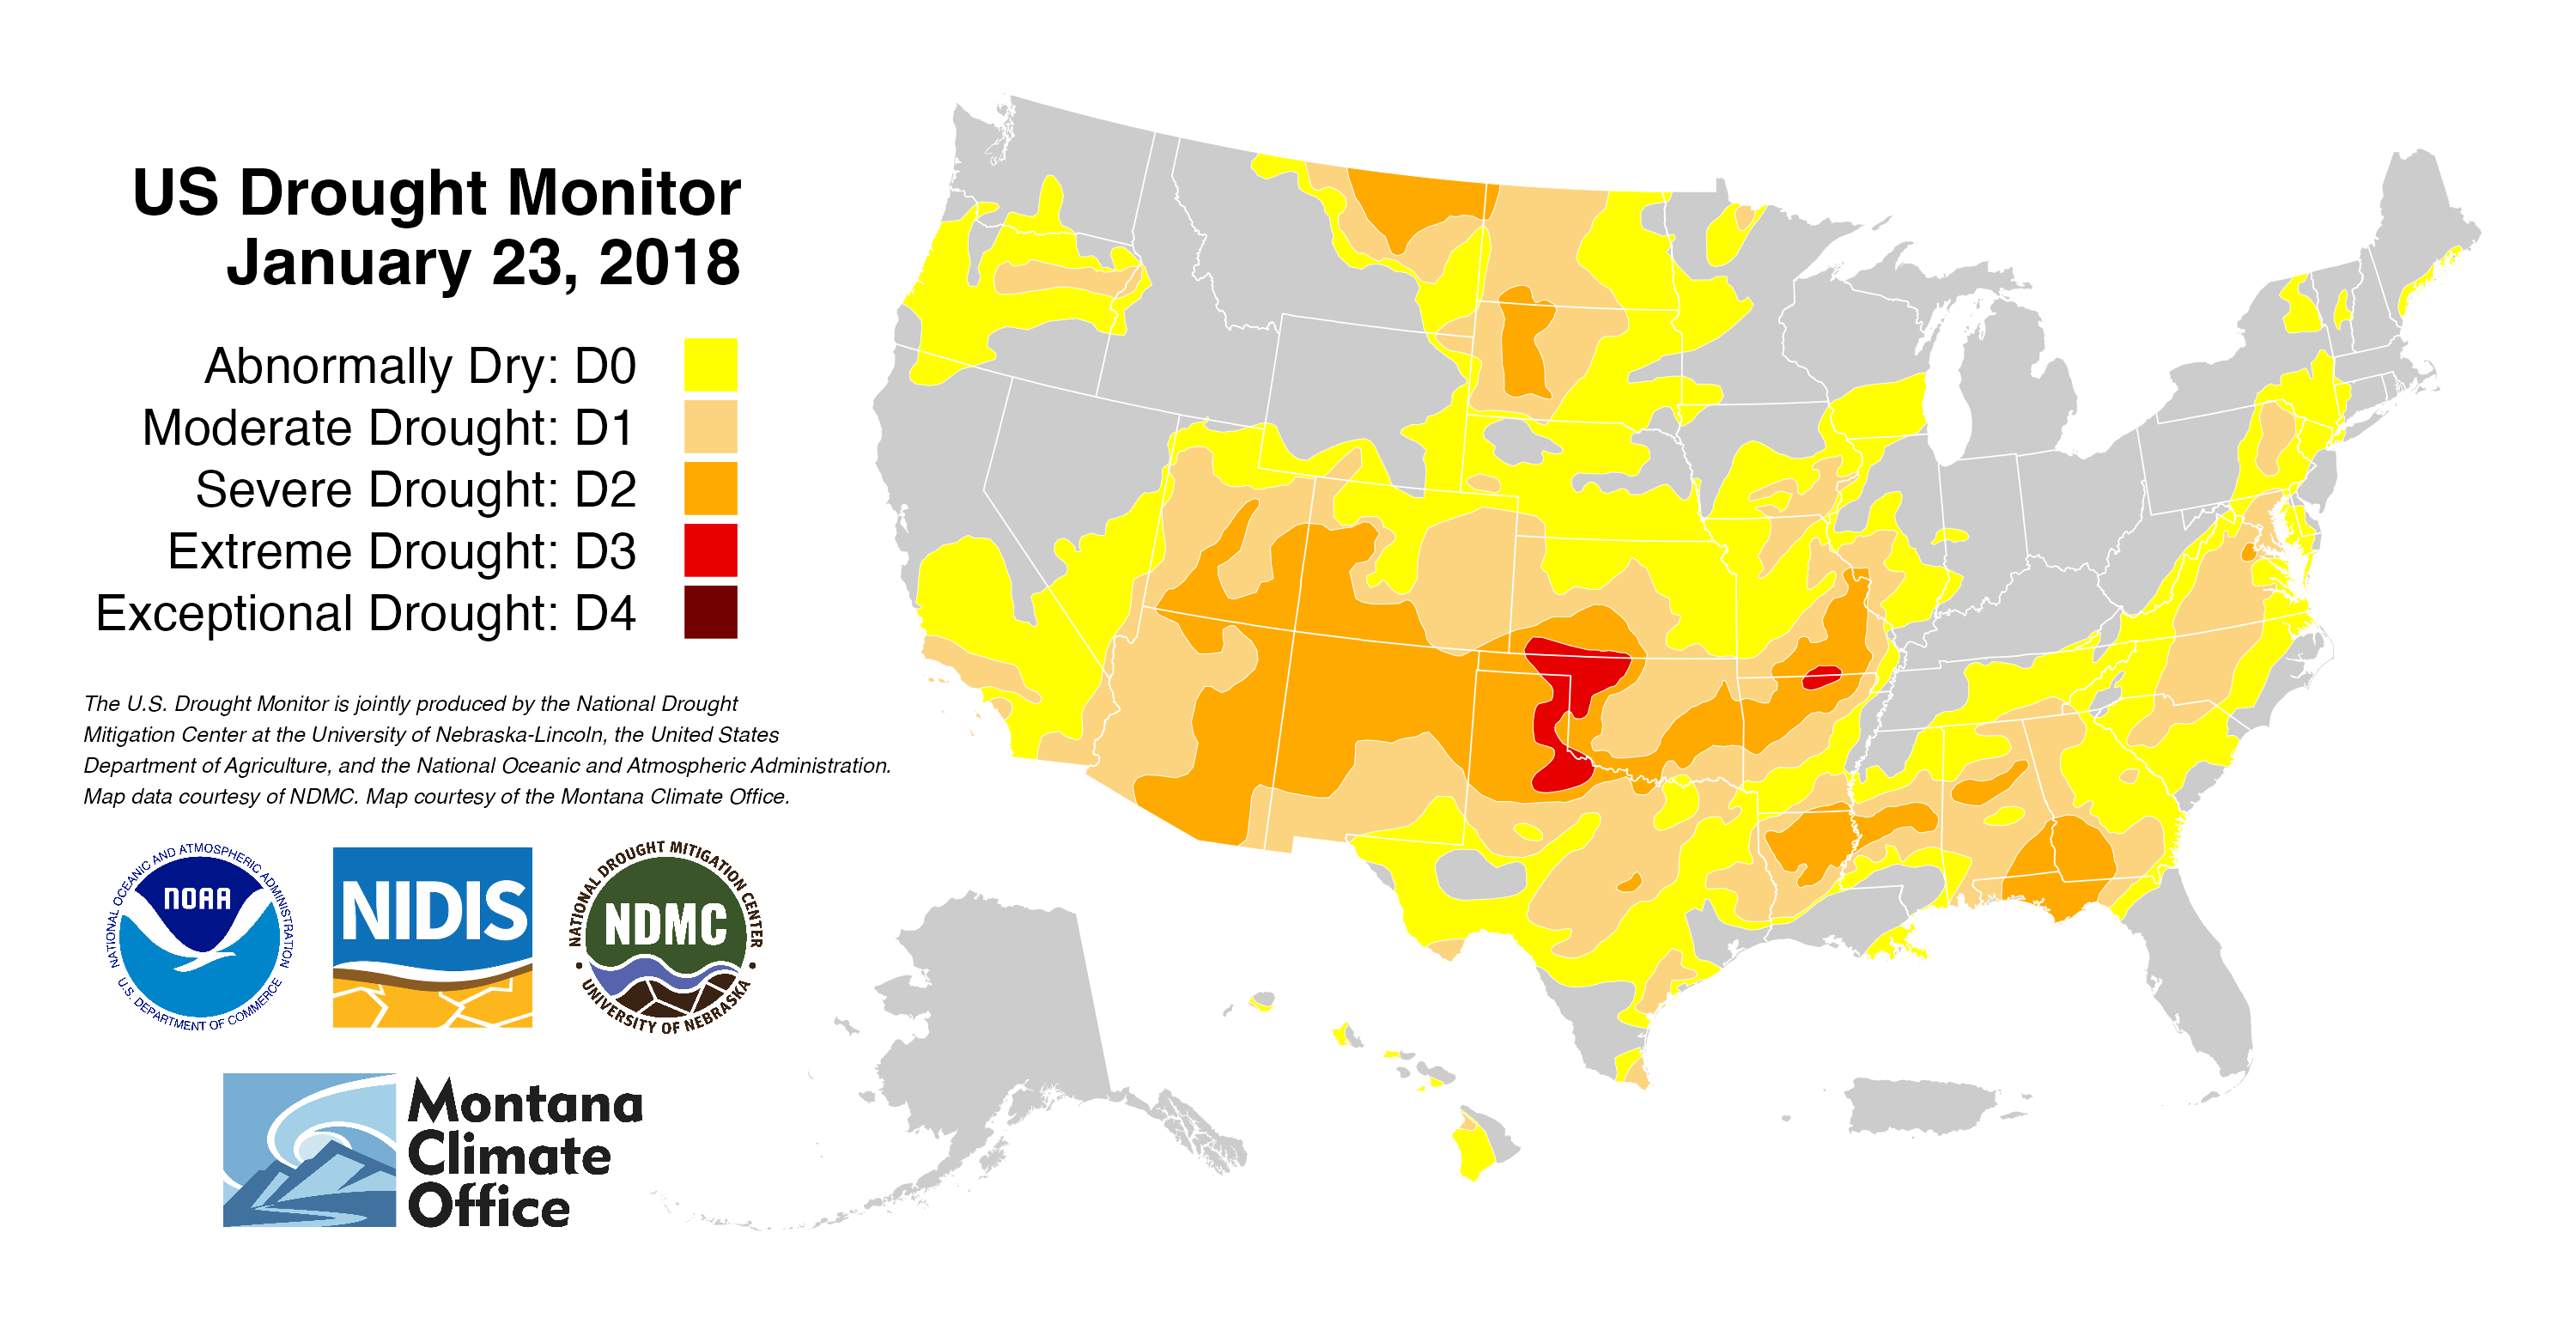 US Drought Monitor
January 23, 2018
Abnormally Dry: D0
Moderate Drought: D1
Severe Drought: D2
Extreme Drought: D3
Exceptional Drought: D4
The U.S. Drought Monitor is jointly produced by the National Drought
Mitigation Center at the University of Nebraska-Lincoln, the United States
Department of Agriculture, and the National Oceanic and Atmospheric Administration.
Map data courtesy of NDMC. Map courtesy of the Montana Climate Office.
NATIONAL OCEANIC AND ATMOSPHERIC ADMINISTRATION
NOAA
U.S. DEPARTMENT OF COMMERCE
NIDIS
NATIONAL DROUGHT MITIGATION CENTER
NDMC
UNIVERSITY OF NEBRASKA
Montana
Climate
Office